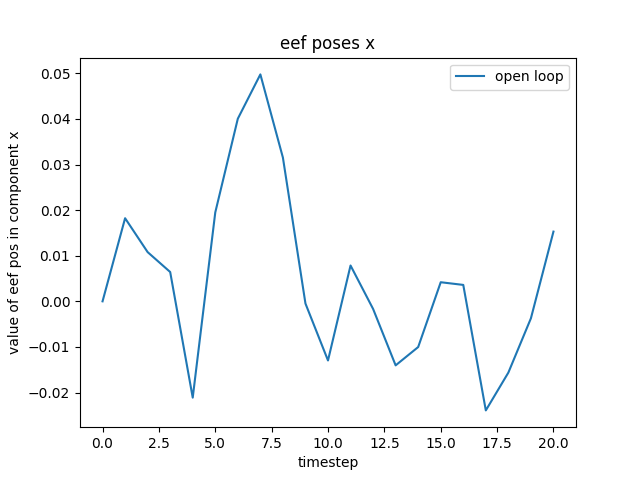 eef poses x
open loop
value of eef pos in component x
0.05
0.04
0.03
0.02
0.01
0.00
−0.01
−0.02
0.0 2.5 5.0 7.5 10.0 12.5 15.0 17.5 20.0
timestep